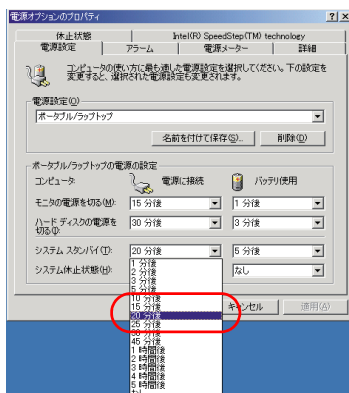 電源オプションのプロパティ
休止状態 Intel(R) SpeedStep(TM) technology
電源設定 アラーム 電源メーター 詳細
コンピュータの使い方に最も適した電源設定を選択してください。下の設定を
変更すると、選択された電源設定も変更されます。
電源設定(O)
ポータブル/ラップトップ
名前を付けて保存(S)... 削除(D)
ポータブル/ラップトップの電源の設定
コンピュータ: 電源に接続 バッテリ使用
モニタの電源を切る(M): 15 分後 1 分後
ハード ディスクの電源を 30 分後 3 分後
切る(I):
システム スタンバイ(T): 20 分後 5 分後
システム休止状態(H): なし
1 分後
2 分後
3 分後
5 分後
10 分後
15 分後
20 分後
25 分後
30 分後
45 分後
1 時間後
2 時間後
3 時間後
4 時間後
5 時間後
なし
キャンセル 適用(A)